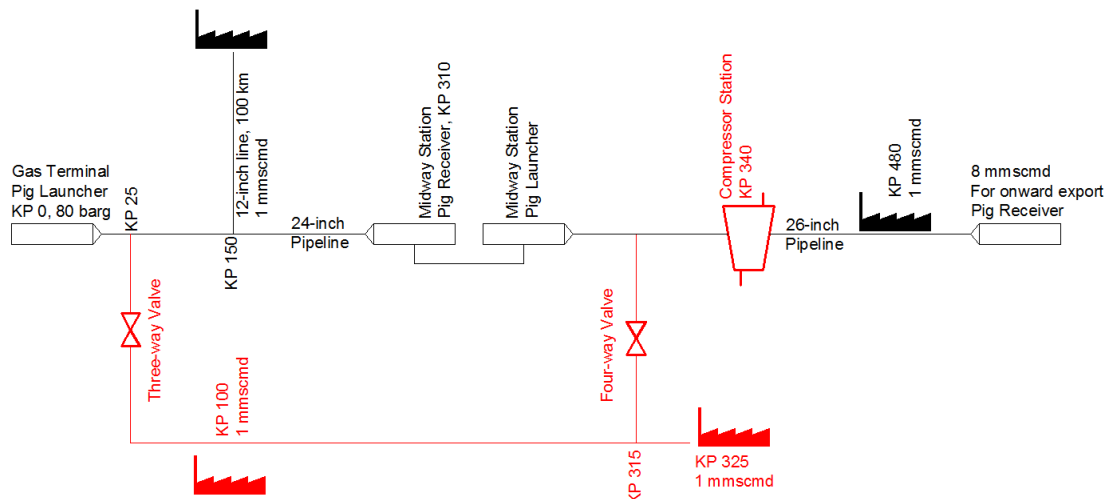 Gas Terminal
Pig Launcher
KP 0, 80 barg
KP 25
12-inch line, 100 km
1 mmscmd
KP 150
24-inch
Pipeline
Midway Station
Pig Receiver, KP 310
Midway Station
Pig Launcher
Compressor Station
KP 340
26-inch
Pipeline
KP 480
1 mmscmd
8 mmscmd
For onward export
Pig Receiver
Three-way Valve
KP 100
1 mmscmd
Four-way Valve
KP 315
KP 325
1 mmscmd